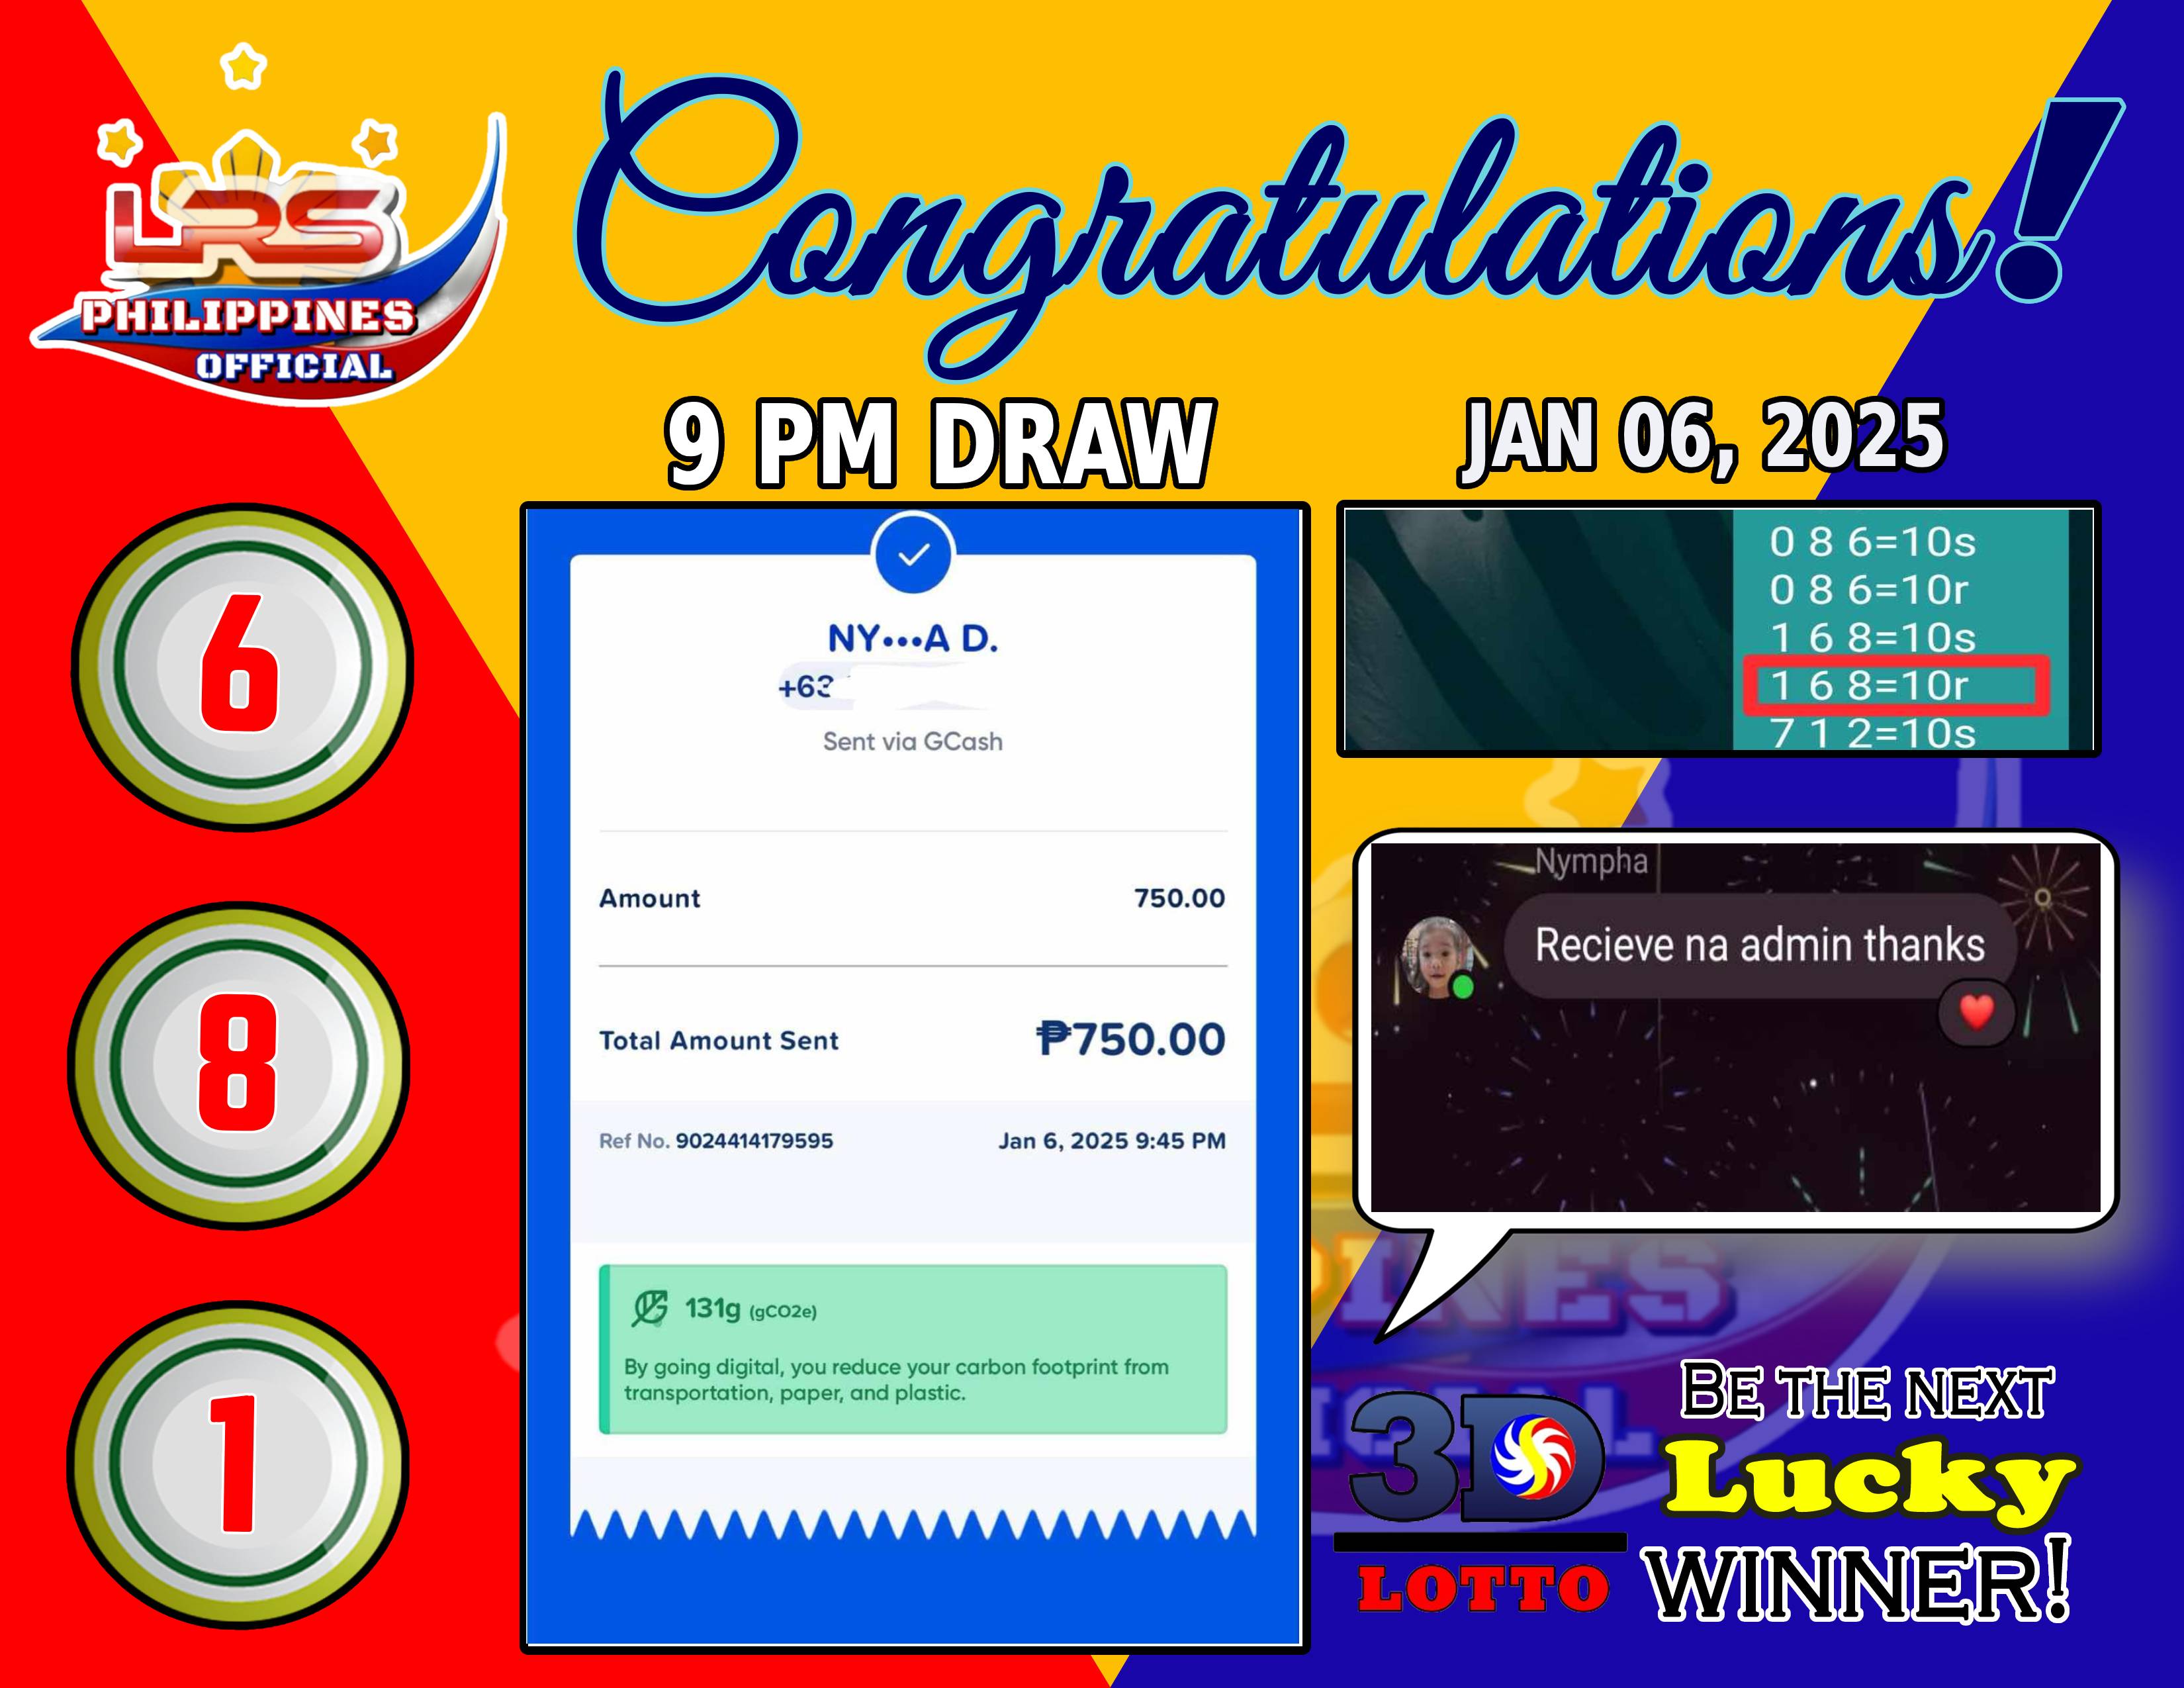 LRS
PHILIPPINES
OFFICIAL
Congratulations!
9 PM DRAW
JAN 06, 2025
6
8
1
NY•••A D.
+63
Sent via GCash
Amount 750.00
Total Amount Sent ₱750.00
Ref No. 9024414179595 Jan 6, 2025 9:45 PM
131g (gCO2e)
By going digital, you reduce your carbon footprint from
transportation, paper, and plastic.
0 8 6=10s
0 8 6=10r
1 6 8=10s
1 6 8=10r
7 1 2=10s
Nympha
Recieve na admin thanks
3D
LOTTO
BE THE NEXT
Lucky
WINNER!